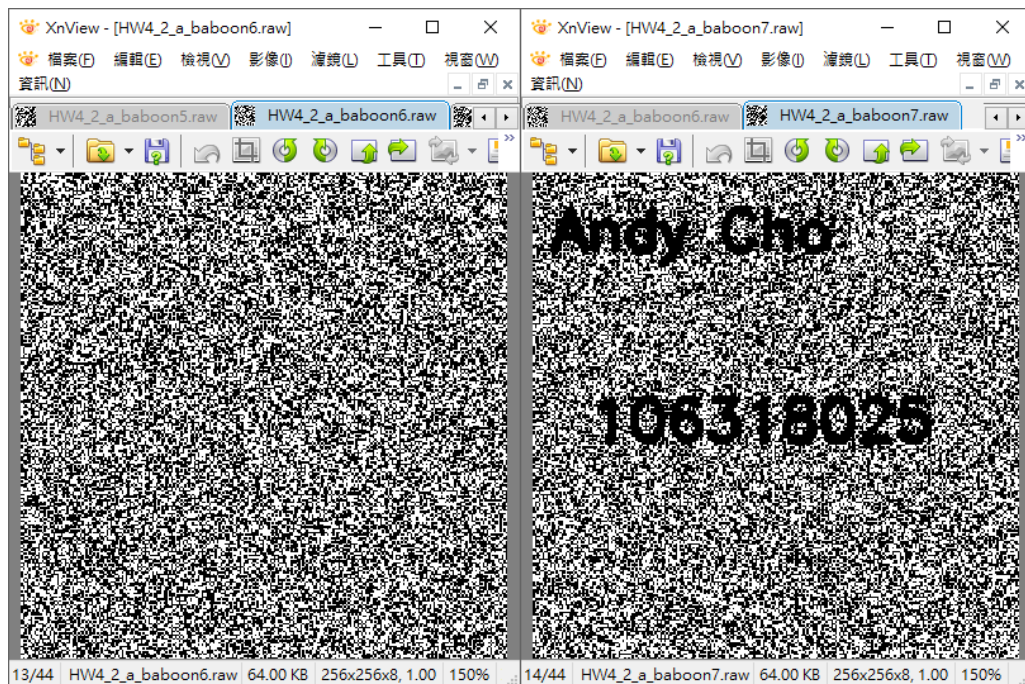 XnView - [HW4_2_a_baboon6.raw]
檔案(F) 編輯(E) 檢視(V) 影像(I) 濾鏡(L) 工具(T) 視窗(W)
資訊(N)
HW4_2_a_baboon5.raw HW4_2_a_baboon6.raw
13/44 HW4_2_a_baboon6.raw 64.00 KB 256x256x8, 1.00 150%
XnView - [HW4_2_a_baboon7.raw]
檔案(F) 編輯(E) 檢視(V) 影像(I) 濾鏡(L) 工具(T) 視窗(W)
資訊(N)
HW4_2_a_baboon6.raw HW4_2_a_baboon7.raw
Andy Cho
106318025
14/44 HW4_2_a_baboon7.raw 64.00 KB 256x256x8, 1.00 150%